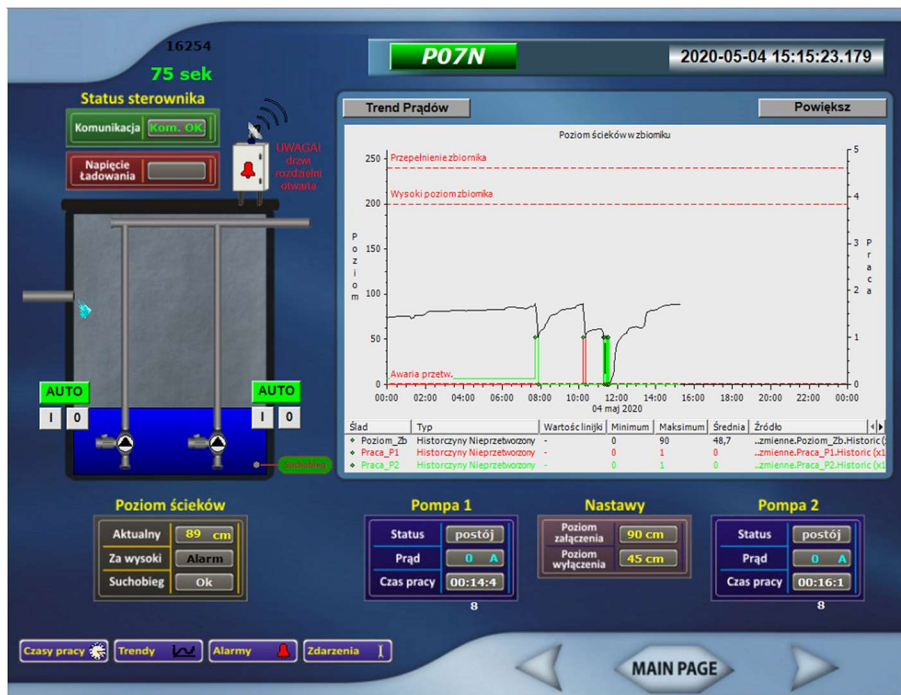 16254
75 sek
P07N
2020-05-04 15:15:23.179
Status sterownika
Komunikacja Kom. OK
Napięcie
Ładowania
UWAGA!
drzwi
rozdzielni
otwarte
Trend Prądów
Powiększ
Poziom ścieków w zbiorniku
250
200
150
100
50
0
Poziom
Przepełnienie zbiornika
Wysoki poziom zbiornika
Awaria przetw.
5
4
3
2
1
0
Praca
00:00 02:00 04:00 06:00 08:00 10:00 12:00 14:00 16:00 18:00 20:00 22:00 00:00
04 maj 2020
Ślad Typ Wartość linijki Minimum Maksimum Średnia Źródło
Poziom_Zb Historczyny Nieprzetworzony - 0 90 48,7 ..zmienne.Poziom_Zb.Historic (
Praca_P1 Historczyny Nieprzetworzony - 0 1 0 ..zmienne.Praca_P1.Historic (x1
Praca_P2 Historczyny Nieprzetworzony - 0 1 0 ..zmienne.Praca_P2.Historic (x1
AUTO
I 0
AUTO
I 0
Suchobieg
Poziom ścieków
Aktualny 89 cm
Za wysoki Alarm
Suchobieg Ok
Pompa 1
Status postój
Prąd 0 A
Czas pracy 00:14:4
8
Nastawy
Poziom
załączenia 90 cm
Poziom
wyłączenia 45 cm
Pompa 2
Status postój
Prąd 0 A
Czas pracy 00:16:1
8
Czasy pracy
Trendy
Alarmy
Zdarzenia
MAIN PAGE